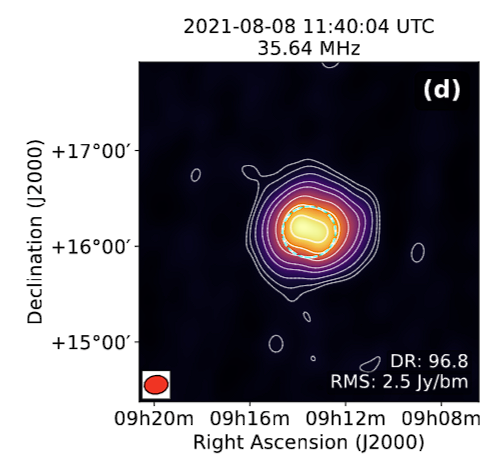 2021-08-08 11:40:04 UTC
35.64 MHz
(d)
+17°00′
+16°00′
+15°00′
Declination (J2000)
DR: 96.8
RMS: 2.5 Jy/bm
09h20m 09h16m 09h12m 09h08m
Right Ascension (J2000)